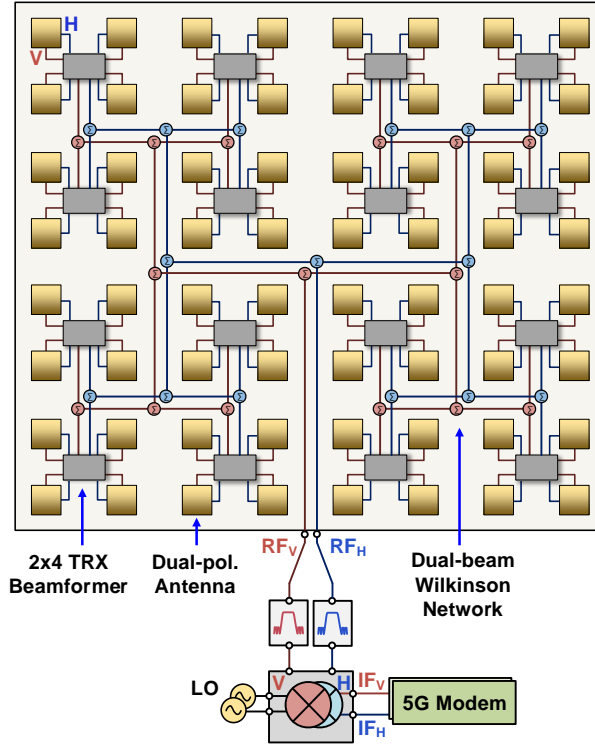 H
V
Σ Σ Σ Σ Σ Σ
Σ Σ Σ Σ Σ Σ
Σ Σ Σ
Σ Σ Σ
Σ Σ Σ Σ Σ Σ
Σ Σ Σ Σ Σ Σ
RFV RFH
2x4 TRX
Beamformer
Dual-pol.
Antenna
Dual-beam
Wilkinson
Network
V H
LO
IFV
IFH
5G Modem